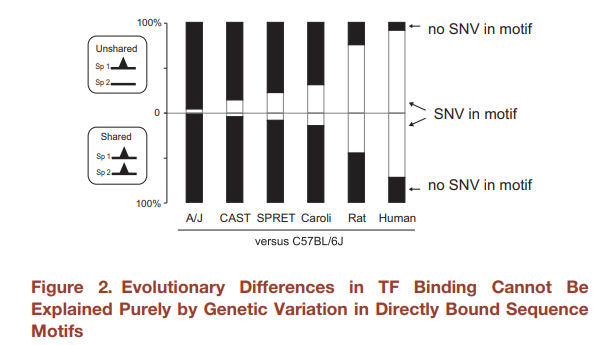 100%
no SNV in motif
Unshared
Sp 1
Sp 2
0
SNV in motif
Shared
Sp 1
Sp 2
no SNV in motif
100%
A/J CAST SPRET Caroli Rat Human
versus C57BL/6J
Figure 2. Evolutionary Differences in TF Binding Cannot Be
Explained Purely by Genetic Variation in Directly Bound Sequence
Motifs